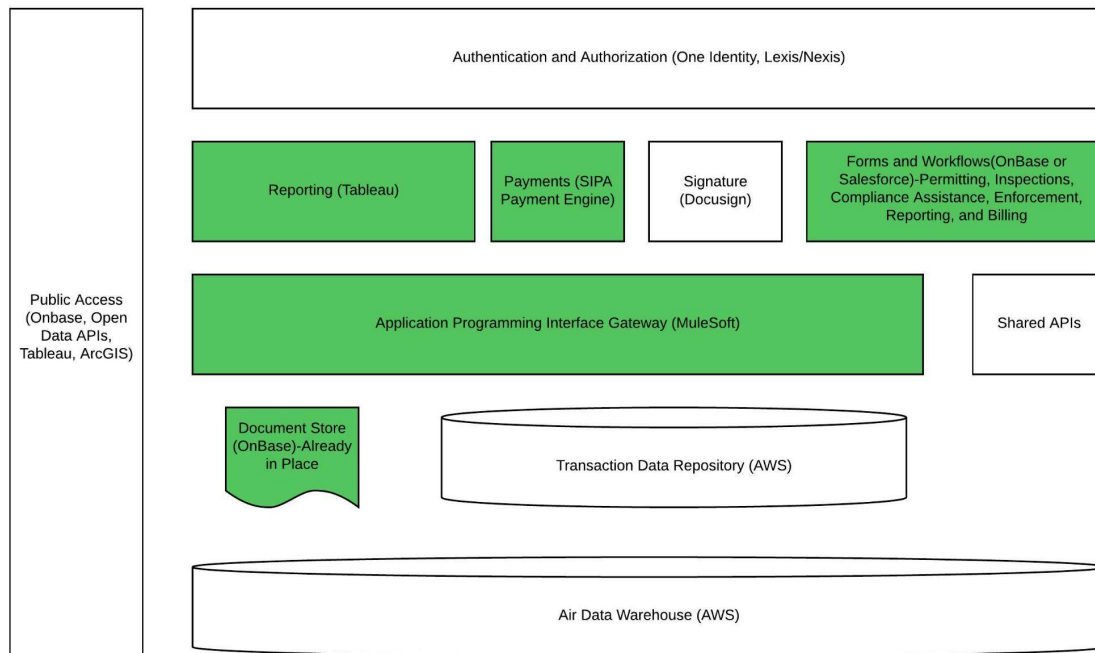 Authentication and Authorization (One Identity, Lexis/Nexis)
Reporting (Tableau)
Payments (SIPA
Payment Engine)
Signature
(Docusign)
Forms and Workflows(OnBase or
Salesforce)-Permitting, Inspections,
Compliance Assistance, Enforcement,
Reporting, and Billing
Public Access
(Onbase, Open
Data APIs,
Tableau, ArcGIS)
Application Programming Interface Gateway (MuleSoft)
Shared APIs
Document Store
(OnBase)-Already
in Place
Transaction Data Repository (AWS)
Air Data Warehouse (AWS)